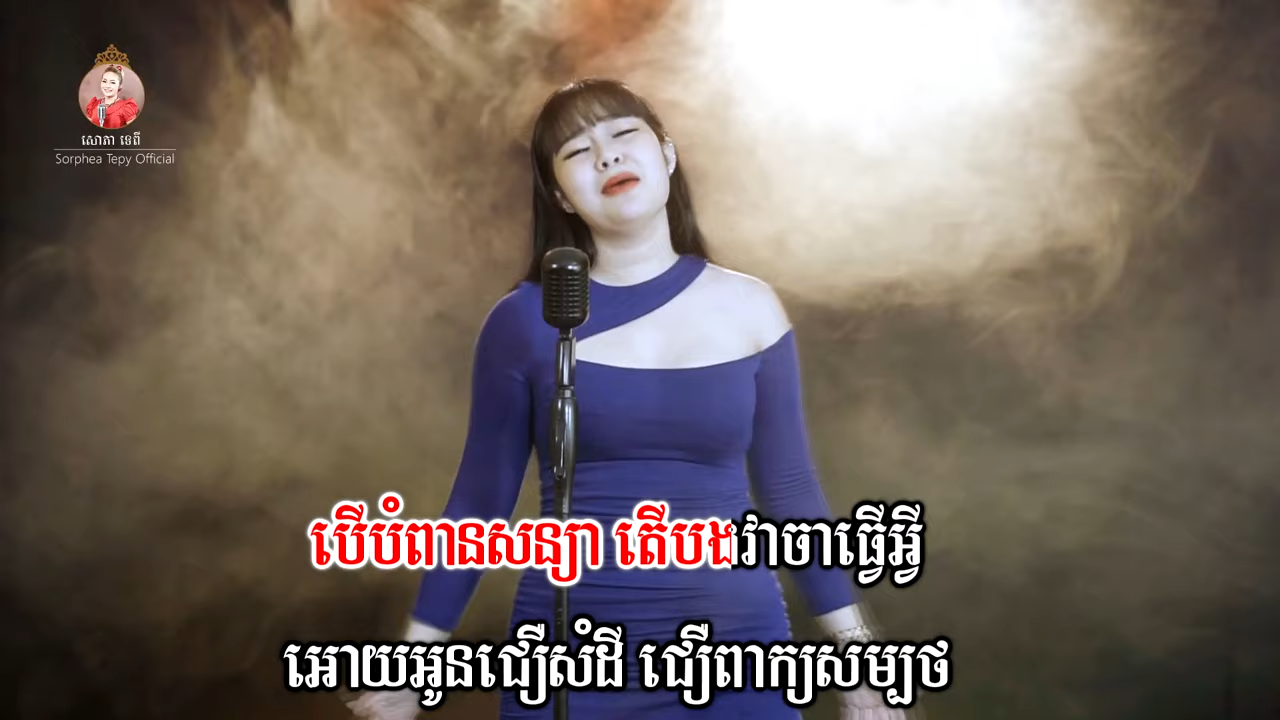 សោភា ទេពី
Sorphea Tepy Official
បើបំពានសន្យា តើបងវាចាធ្វើអ្វី
អោយអូនជ្យឿសំដី ជ្យឿពាក្យសម្បថ